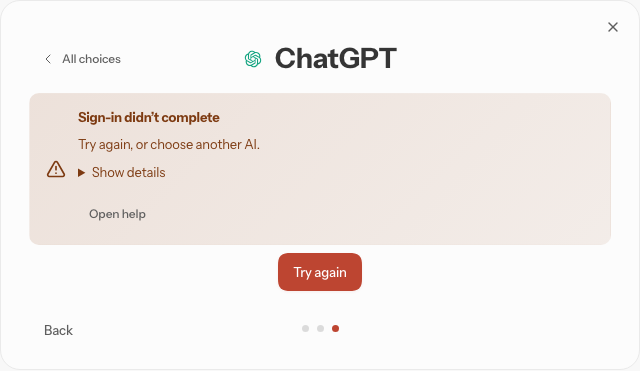 All choices
ChatGPT
Sign-in didn’t complete
Try again, or choose another AI.
Show details
Open help
Try again
Back